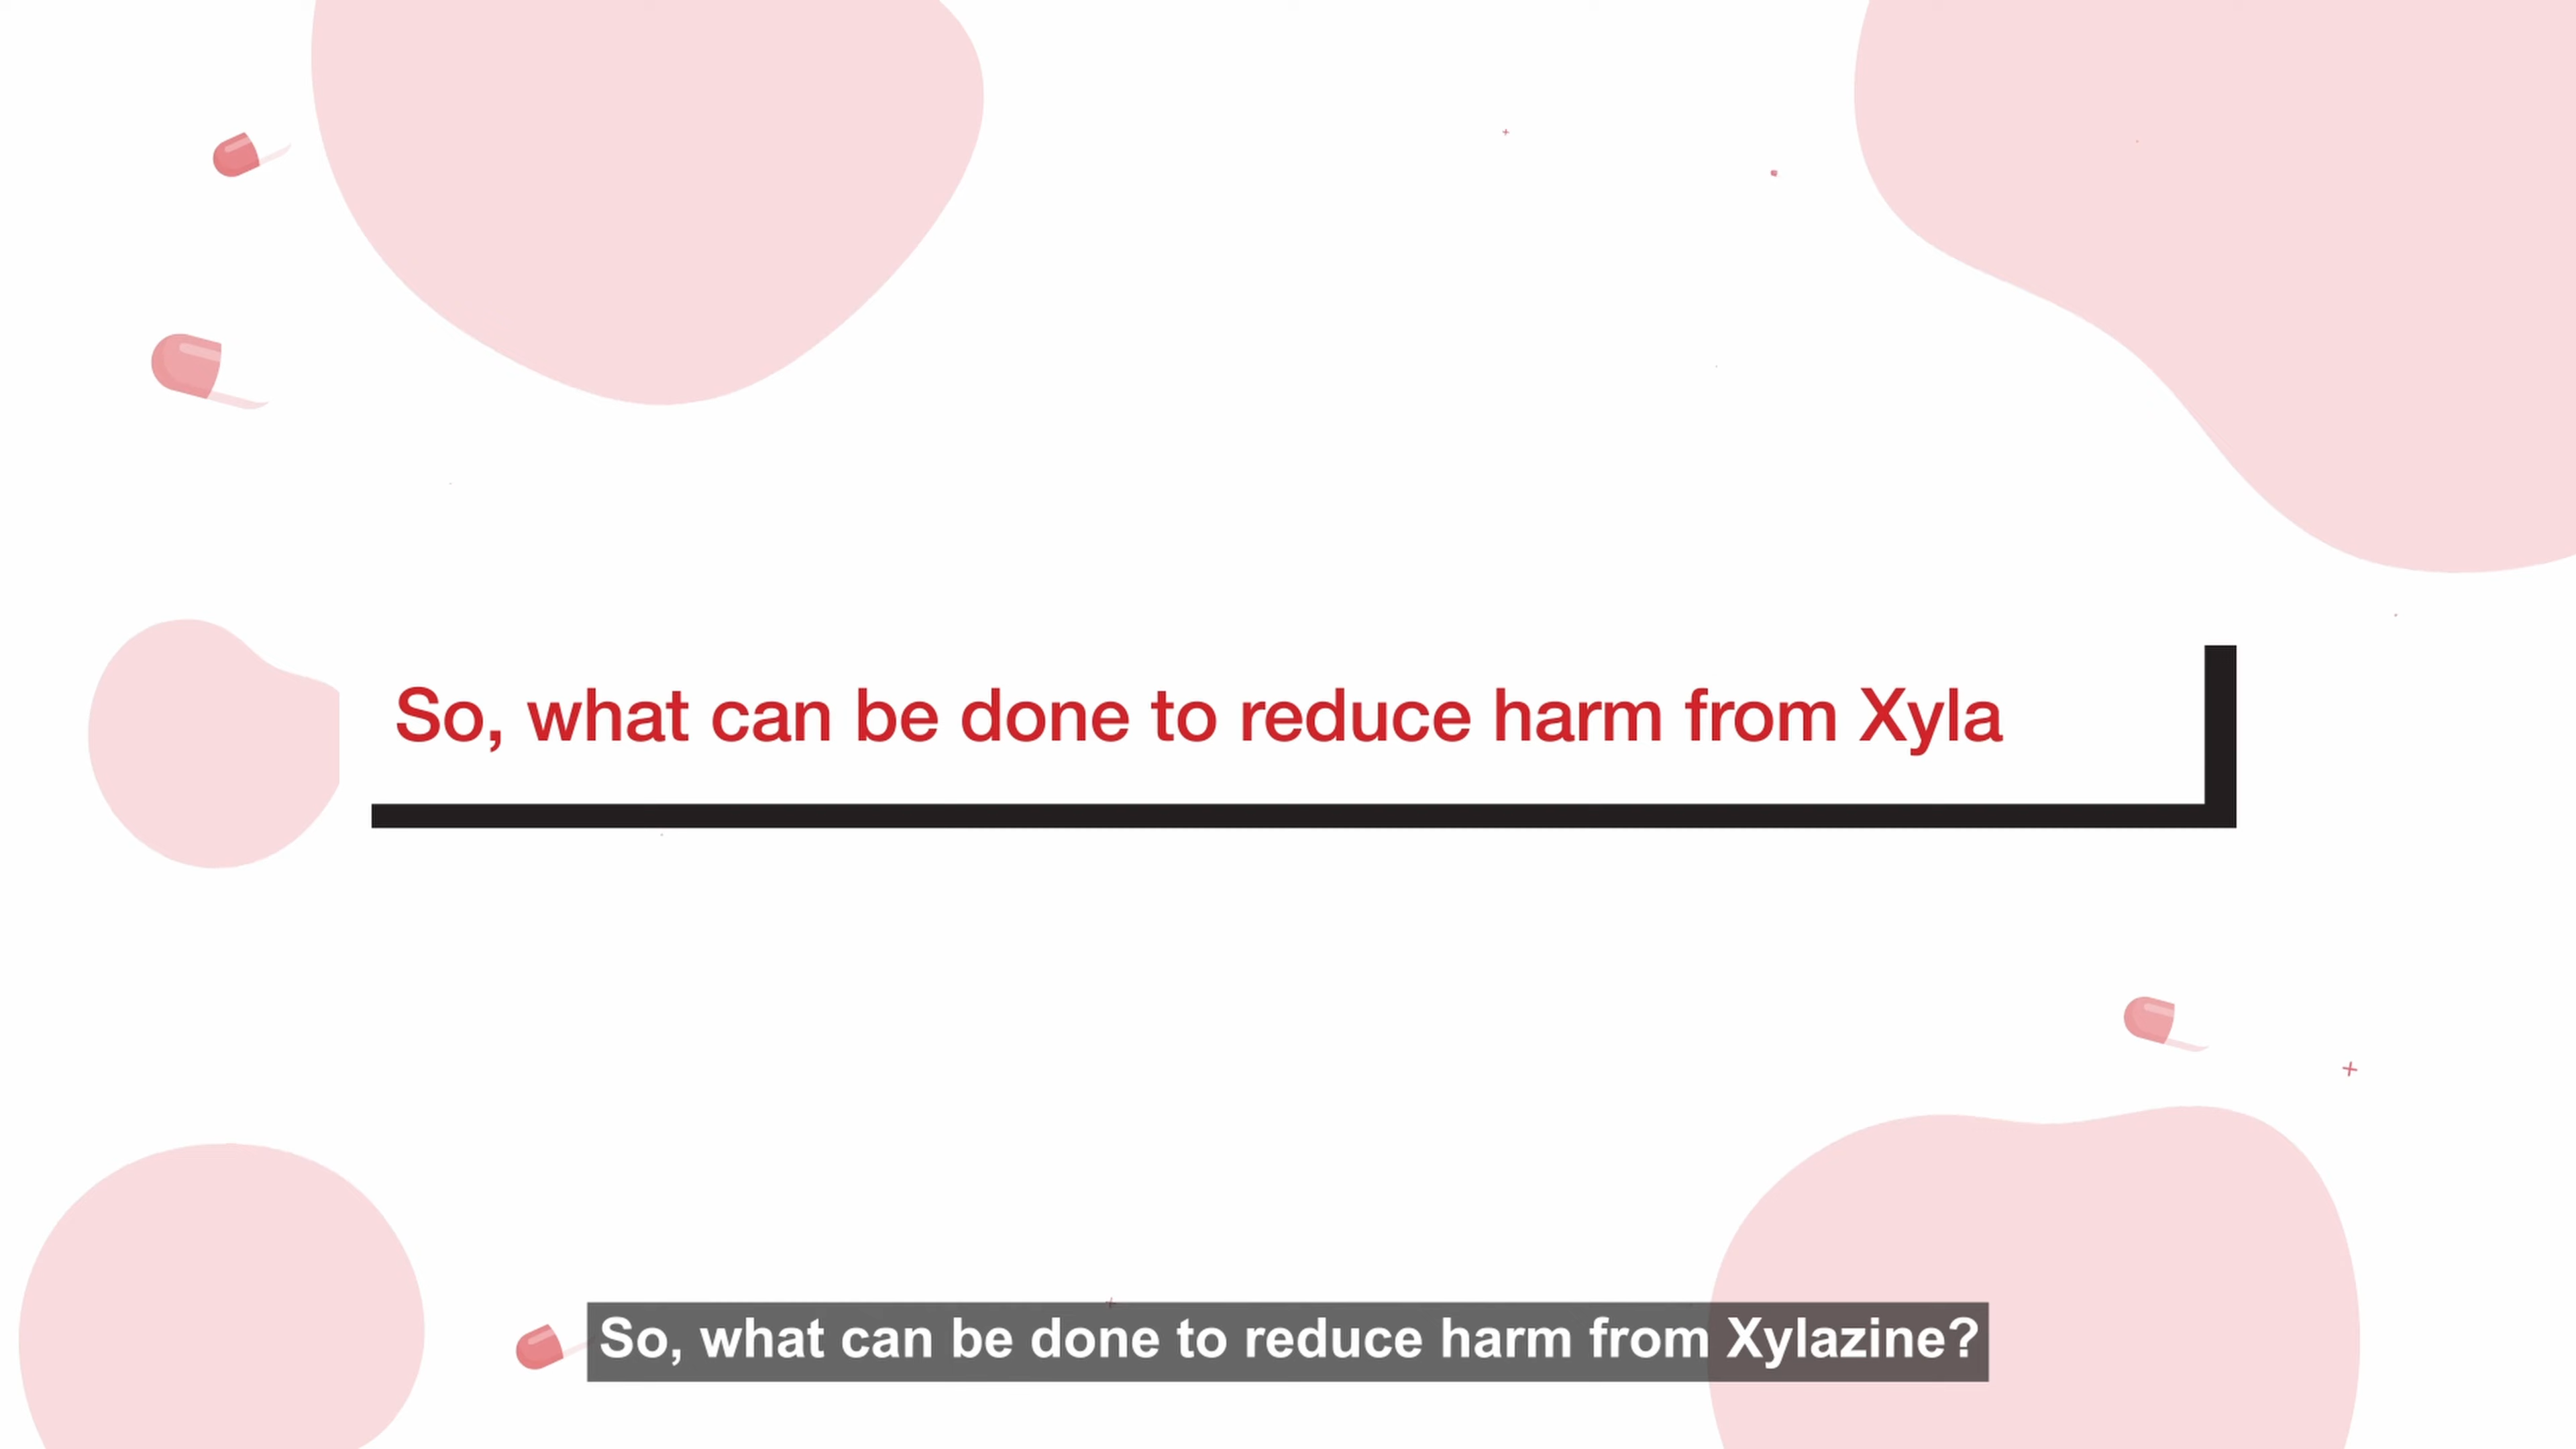 So, what can be done to reduce harm from Xyla
So, what can be done to reduce harm from Xylazine?